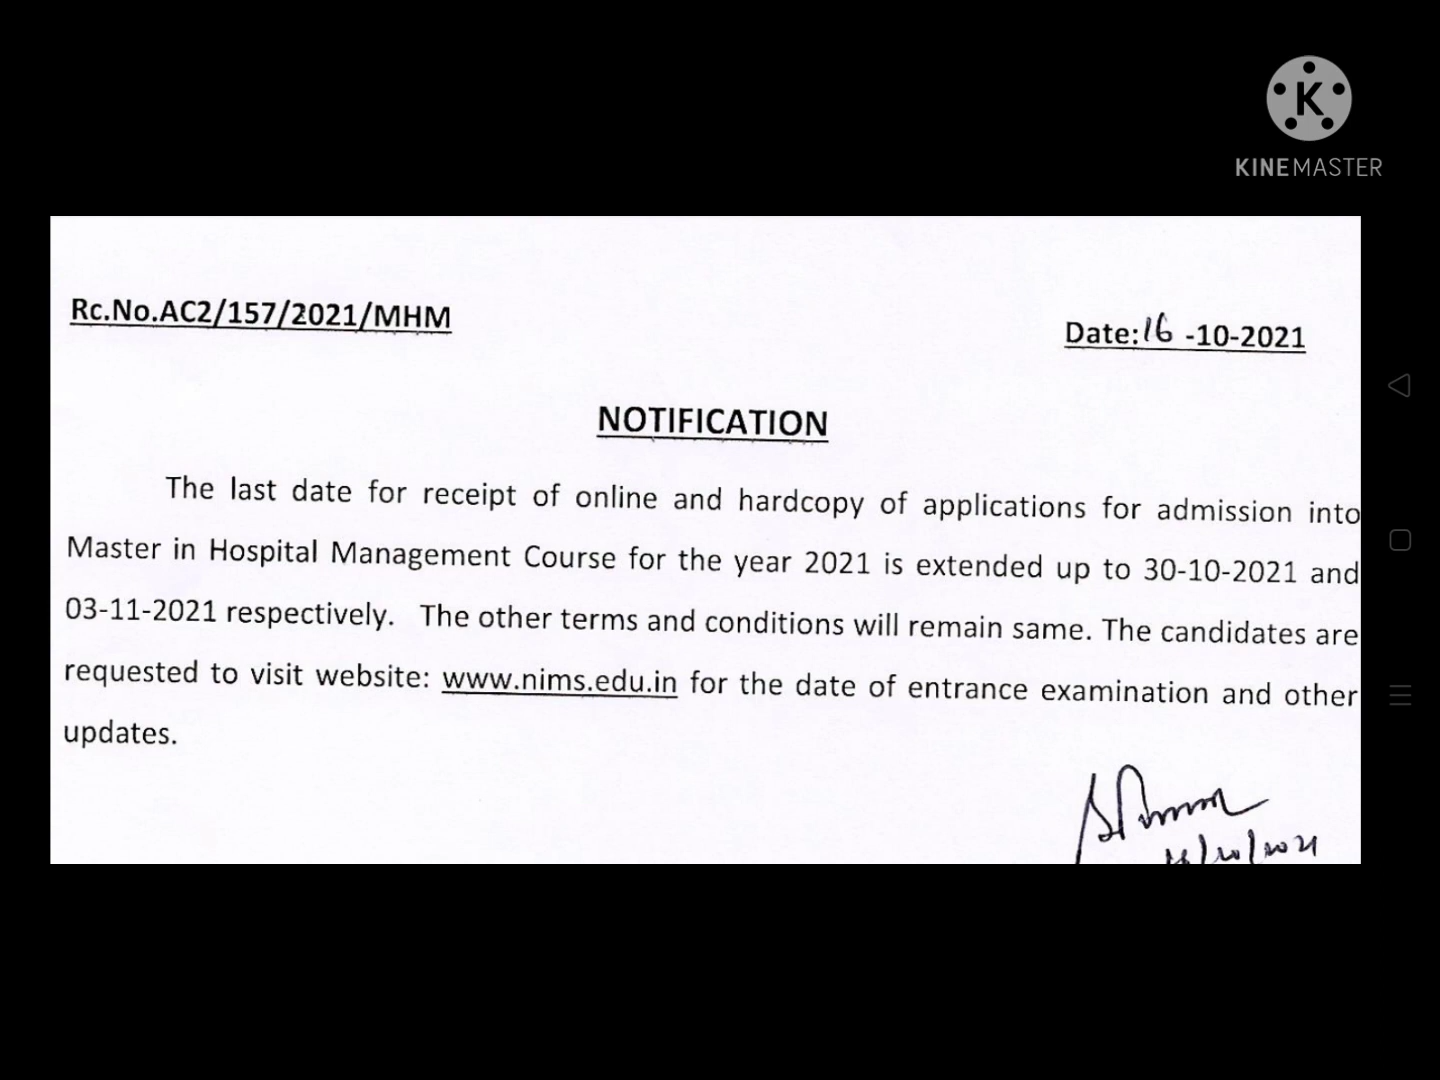 KINEMASTER
Rc.No.AC2/157/2021/MHM
Date:16 -10-2021
NOTIFICATION
The last date for receipt of online and hardcopy of applications for admission into
Master in Hospital Management Course for the year 2021 is extended up to 30-10-2021 and
03-11-2021 respectively. The other terms and conditions will remain same. The candidates are
requested to visit website: www.nims.edu.in for the date of entrance examination and other
updates.